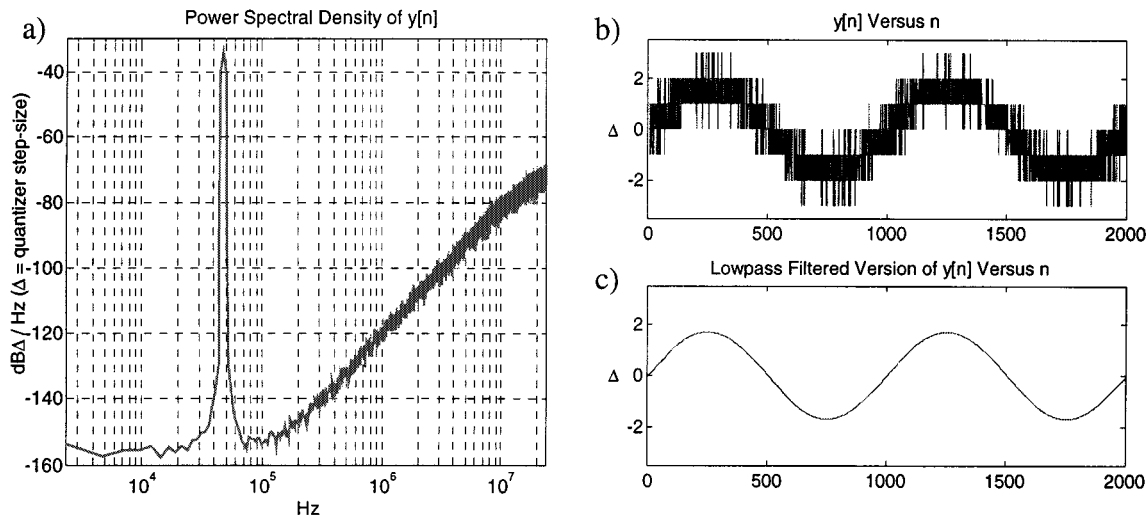 a)
Power Spectral Density of y[n]
dBΔ / Hz (Δ = quantizer step-size)
-40
-60
-80
-100
-120
-140
-160
10^4
10^5
10^6
10^7
Hz
b)
y[n] Versus n
Δ
2
0
-2
0
500
1000
1500
2000
c)
Lowpass Filtered Version of y[n] Versus n
Δ
2
0
-2
0
500
1000
1500
2000